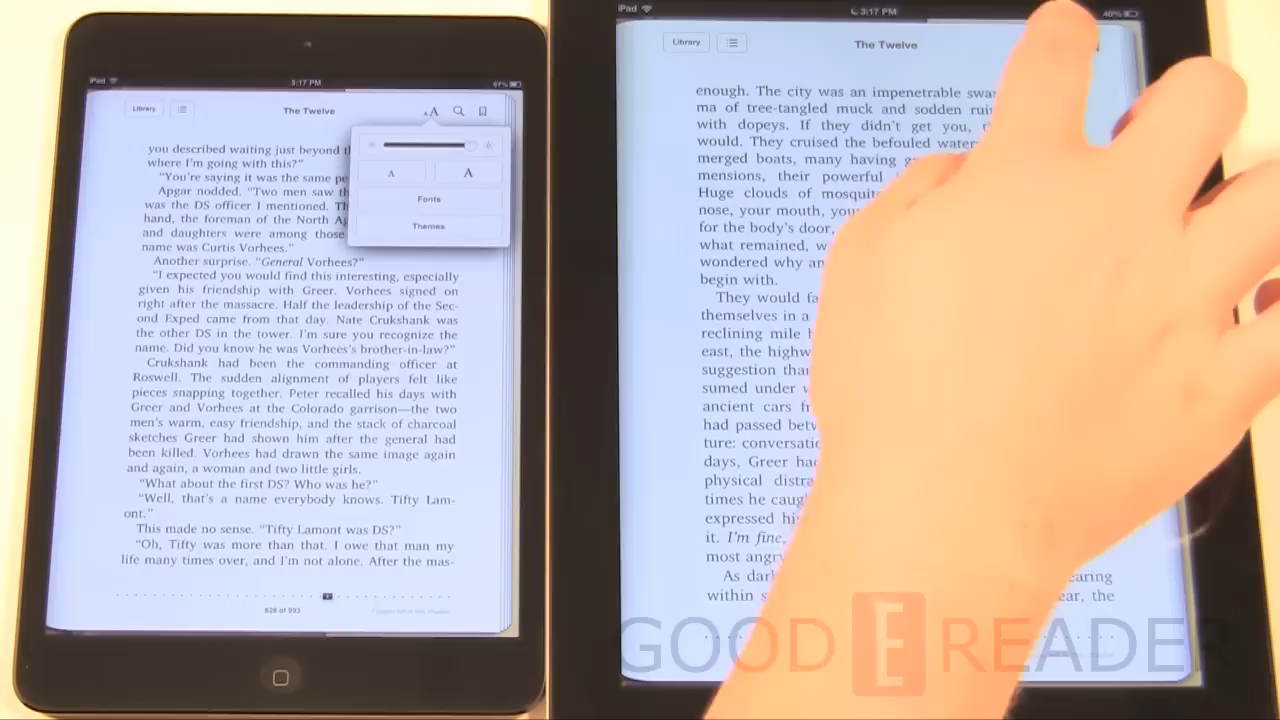 iPad
3:17 PM
67%
Library
The Twelve
AA
you described waiting just beyond th
where I'm going with this?"
"You're saying it was the same pe
Apgar nodded. "Two men saw th
was the DS officer I mentioned. Th
hand, the foreman of the North Ag
and daughters were among those
name was Curtis Vorhees."
Another surprise. "General Vorhees?"
"I expected you would find this interesting, especially
given his friendship with Greer. Vorhees signed on
right after the massacre. Half the leadership of the Sec-
ond Exped came from that day. Nate Crukshank was
the other DS in the tower. I'm sure you recognize the
name. Did you know he was Vorhees's brother-in-law?"
Crukshank had been the commanding officer at
Roswell. The sudden alignment of players felt like
pieces snapping together. Peter recalled his days with
Greer and Vorhees at the Colorado garrison—the two
men's warm, easy friendship, and the stack of charcoal
sketches Greer had shown him after the general had
been killed. Vorhees had drawn the same image again
and again, a woman and two little girls.
"What about the first DS? Who was he?"
"Well, that's a name everybody knows. Tifty Lam-
ont."
This made no sense. "Tifty Lamont was DS?"
"Oh, Tifty was more than that. I owe that man my
life many times over, and I'm not alone. After the mas-
628 of 993
A
A
Fonts
Themes
iPad
3:17 PM
40%
Library
The Twelve
enough. The city was an impenetrable swa
ma of tree-tangled muck and sodden rui
with dopeys. If they didn't get you,
would. They cruised the befouled water
merged boats, many having g
mensions, their powerful
Huge clouds of mosquit
nose, your mouth, you
for the body's door,
what remained, w
wondered why an
begin with.
They would fa
themselves in a
reclining mile
east, the highw
suggestion tha
sumed under
ancient cars f
had passed betw
ture: conversati
days, Greer had
physical distra
times he caug
expressed hi
it. I'm fine,
most angr
As dar earing
within s ear, the
GOOD E READER